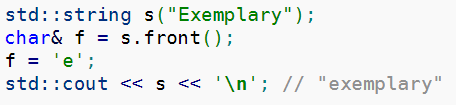 std::string s("Exemplary");
char& f = s.front();
f = 'e';
std::cout << s << '\n'; // "exemplary"